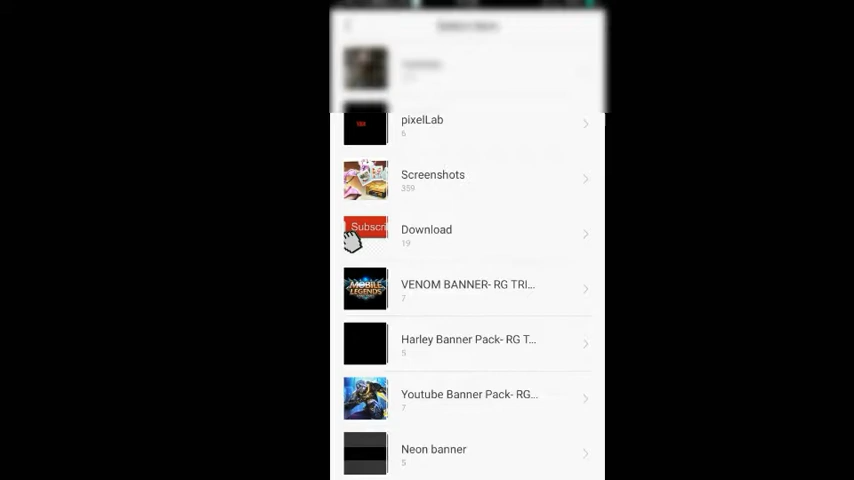 pixelLab
6
Screenshots
359
Subscri
Download
19
MOBILE
LEGENDS
VENOM BANNER- RG TRI...
7
Harley Banner Pack- RG T...
5
Youtube Banner Pack- RG...
7
Neon banner
5